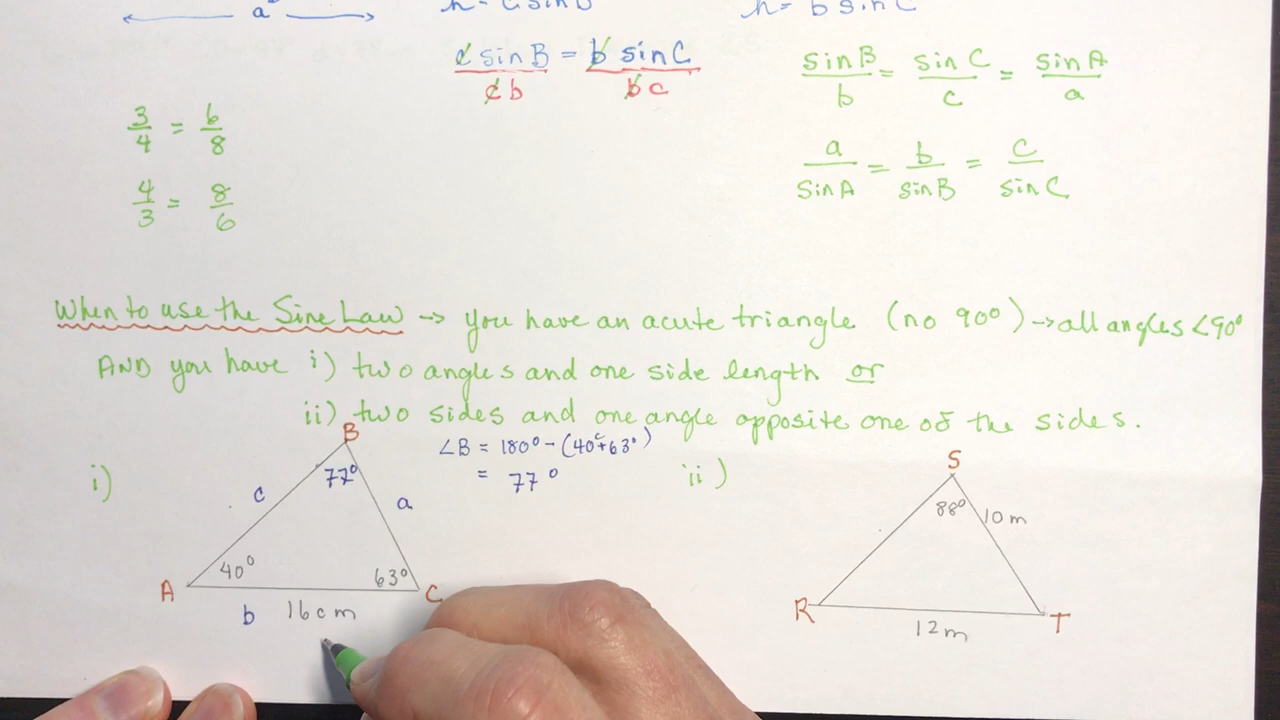 a
c sin B = b sin C
c b b c
sin B = sin C = sin A
b c a
3 = 6
4 8
4 = 8
3 6
a = b = c
sin A sin B sin C
When to use the Sine Law → you have an acute triangle (no 90°) → all angles < 90°
AND you have i) two angles and one side length or
ii) two sides and one angle opposite one of the sides.
i)
B
77°
c
a
A
40°
63°
C
b 16cm
∠B = 180° - (40° + 63°)
= 77°
ii)
S
88°
10 m
R
T
12m